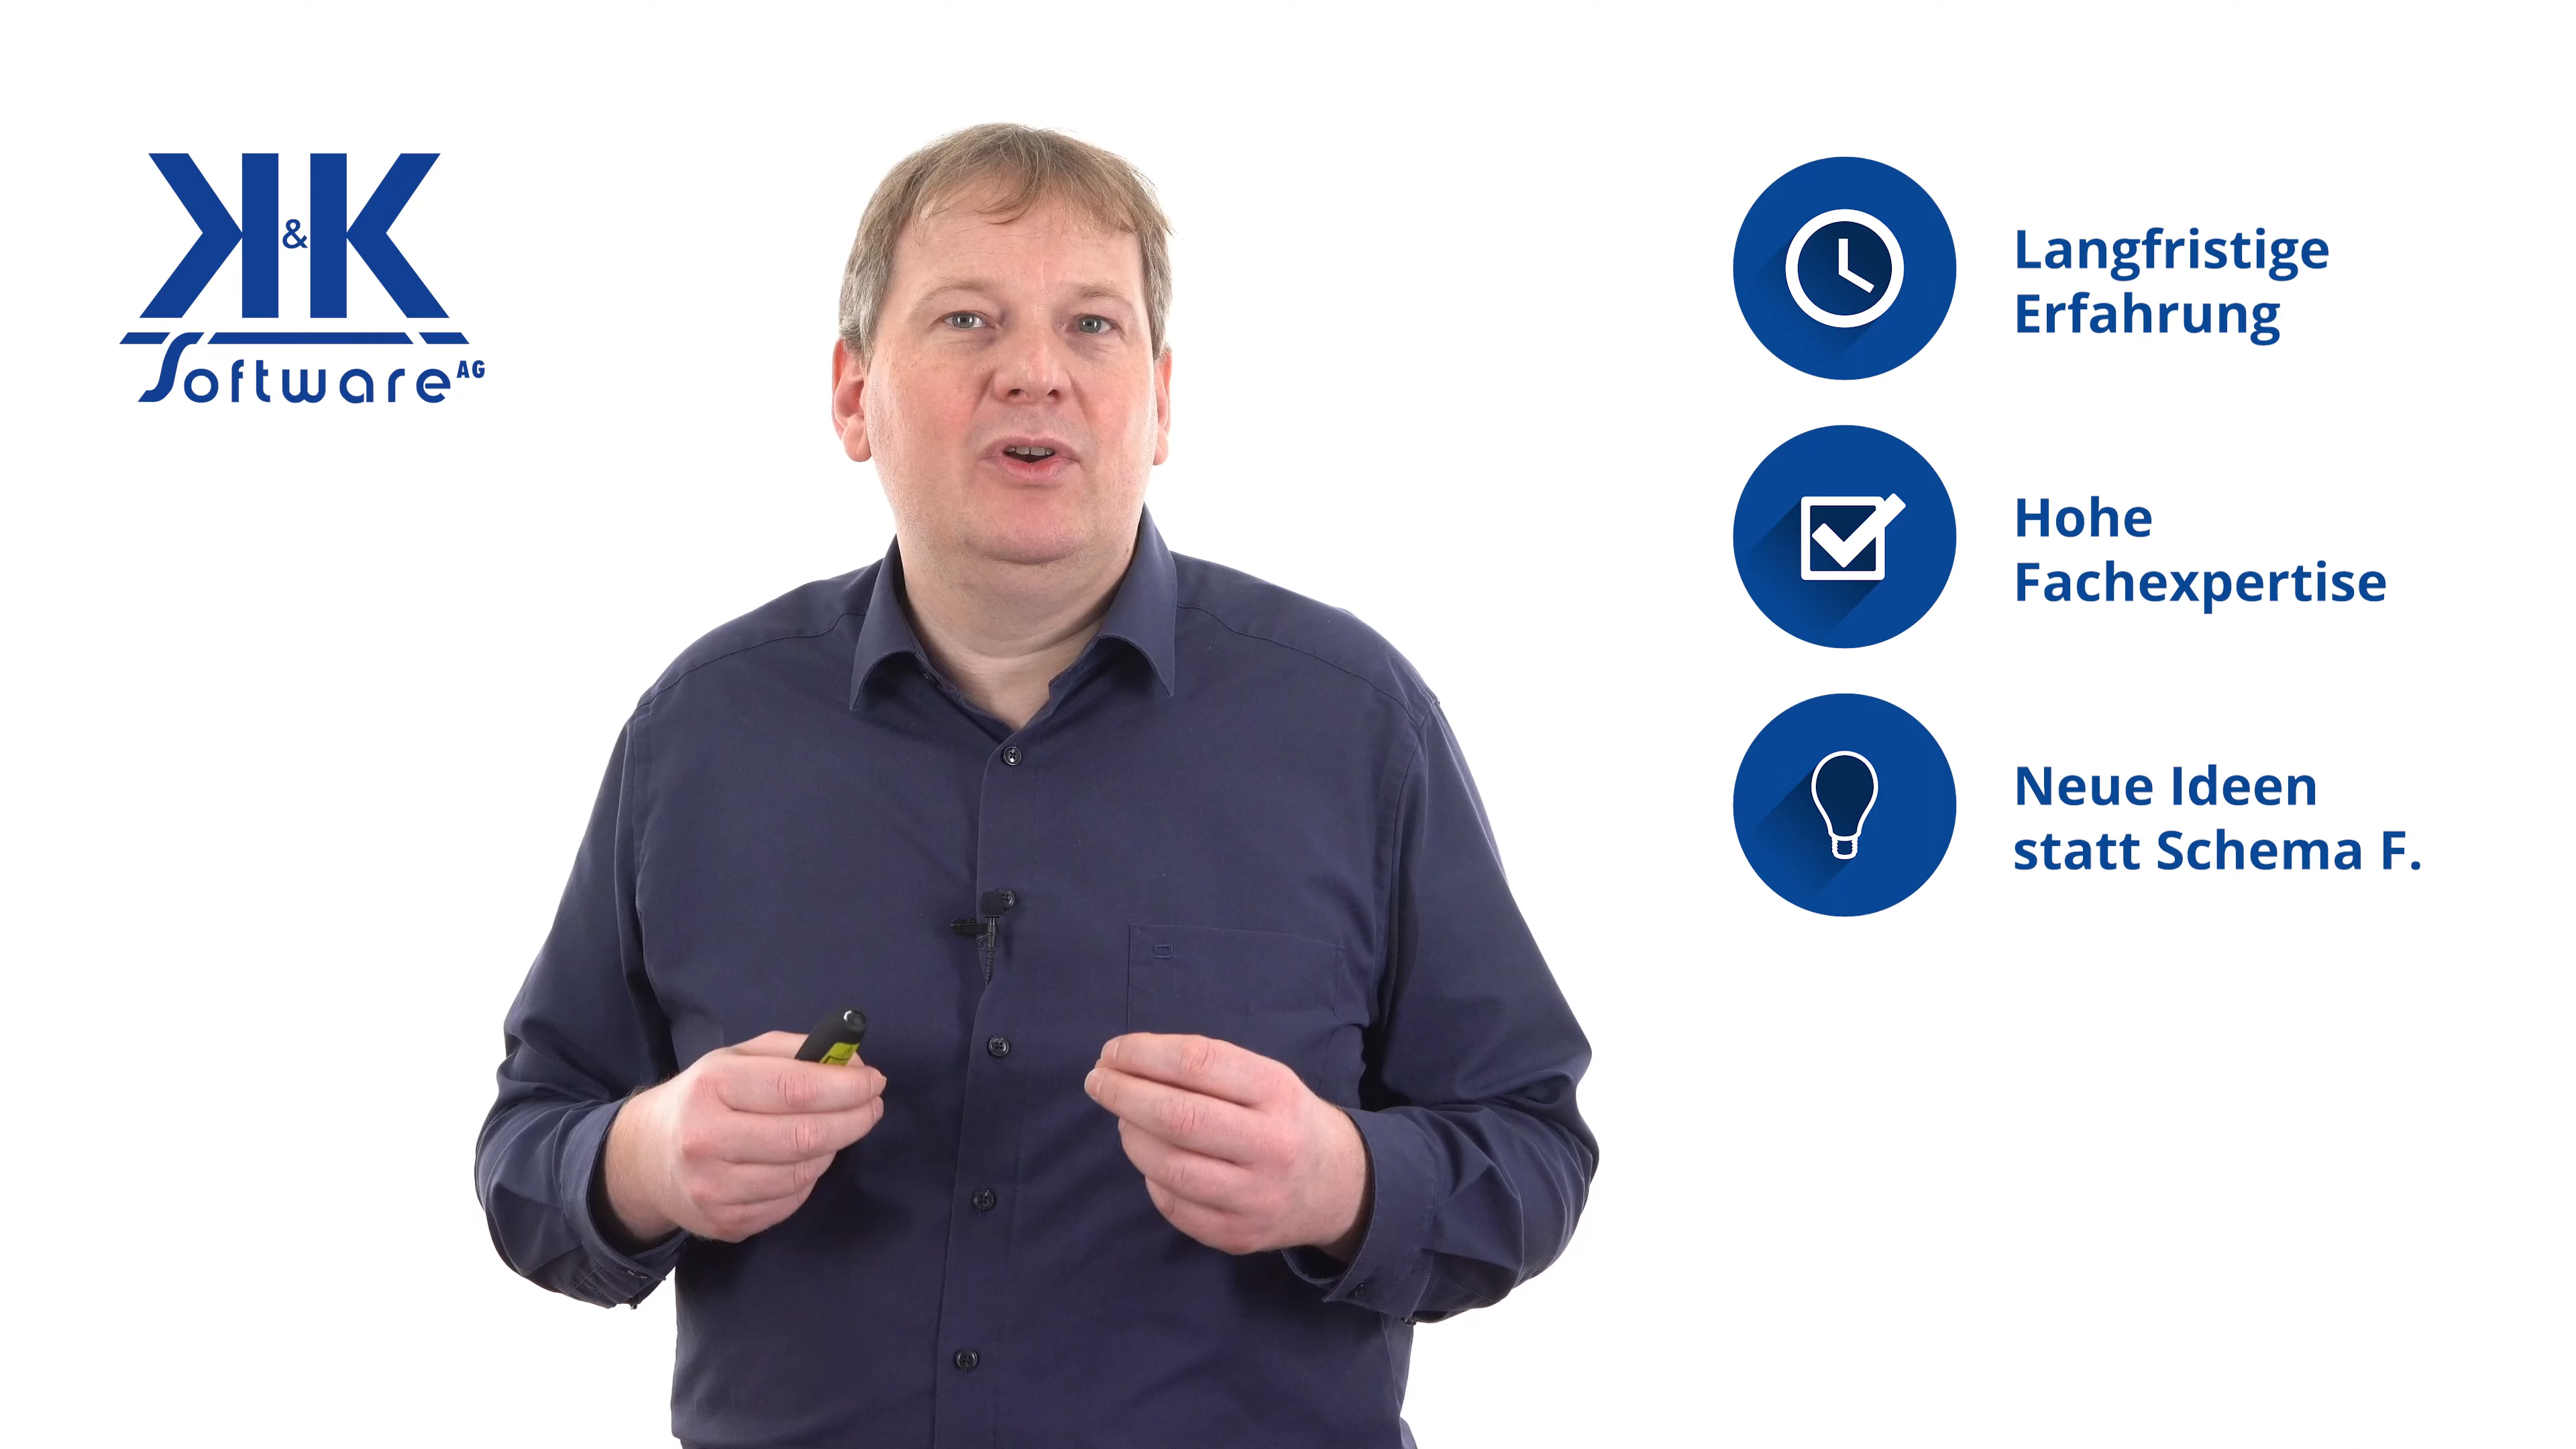 K&K
Software AG
Langfristige
Erfahrung
Hohe
Fachexpertise
Neue Ideen
statt Schema F.